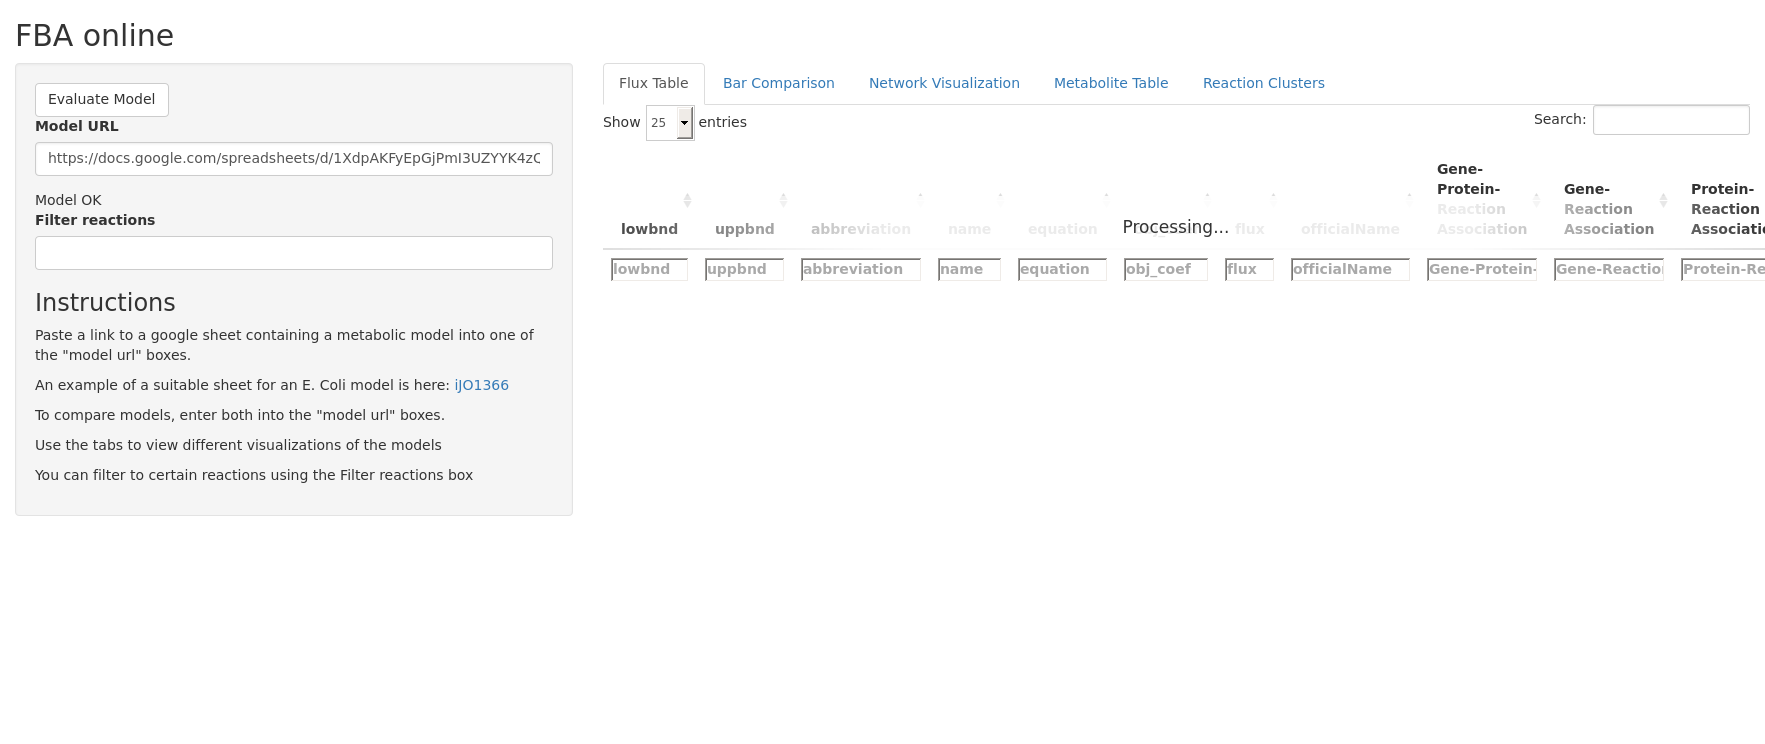 FBA online
Evaluate Model
Model URL
https://docs.google.com/spreadsheets/d/1XdpAKFyEpGjPmI3UZYYK4zC
Model OK
Filter reactions
Instructions
Paste a link to a google sheet containing a metabolic model into one of
the "model url" boxes.
An example of a suitable sheet for an E. Coli model is here: iJO1366
To compare models, enter both into the "model url" boxes.
Use the tabs to view different visualizations of the models
You can filter to certain reactions using the Filter reactions box
Flux Table Bar Comparison Network Visualization Metabolite Table Reaction Clusters
Show 25 entries Search:
Gene-
Protein- Gene- Protein-
Reaction Reaction Reaction
lowbnd uppbnd abbreviation name equation Processing... flux officialName Association Association Associatio
lowbnd uppbnd abbreviation name equation obj_coef flux officialName Gene-Protein- Gene-Reaction Protein-Re